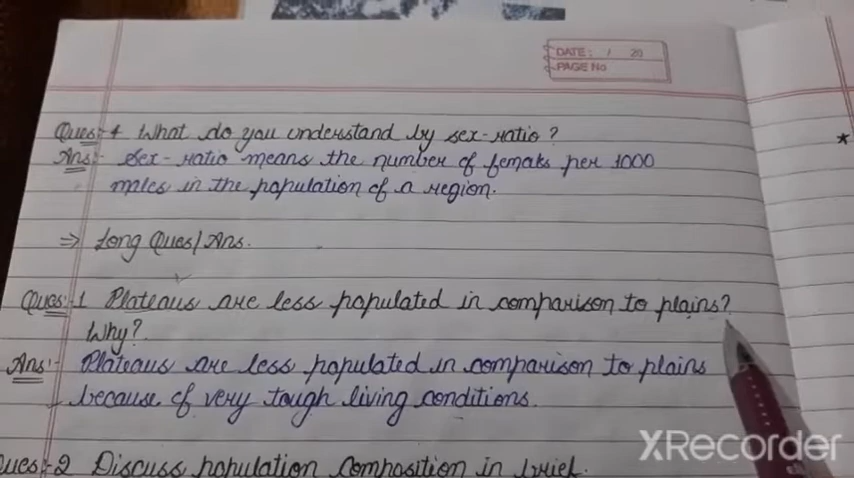 DATE: / 20
PAGE No
Ques:- 4 What do you understand by sex-ratio?
Ans:- Sex-ratio means the number of females per 1000
males in the population of a region.
⇒ Long Ques/Ans.
Ques:- 1 Plateaus are less populated in comparison to plains?
Why?
Ans:- Plateaus are less populated in comparison to plains
because of very tough living conditions.
Ques:-2 Discuss population composition in brief.
XRecorder